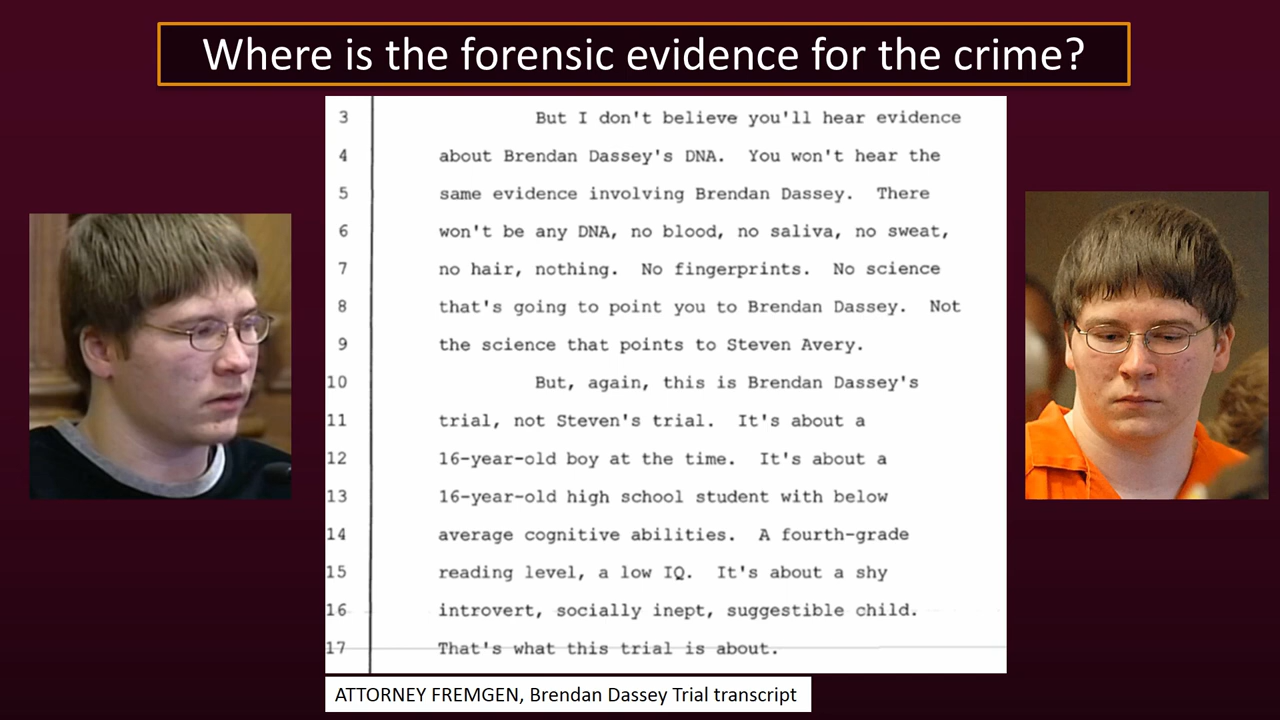 Where is the forensic evidence for the crime?
3 But I don't believe you'll hear evidence
4 about Brendan Dassey's DNA. You won't hear the
5 same evidence involving Brendan Dassey. There
6 won't be any DNA, no blood, no saliva, no sweat,
7 no hair, nothing. No fingerprints. No science
8 that's going to point you to Brendan Dassey. Not
9 the science that points to Steven Avery.
10 But, again, this is Brendan Dassey's
11 trial, not Steven's trial. It's about a
12 16-year-old boy at the time. It's about a
13 16-year-old high school student with below
14 average cognitive abilities. A fourth-grade
15 reading level, a low IQ. It's about a shy
16 introvert, socially inept, suggestible child.
17 That's what this trial is about.
ATTORNEY FREMGEN, Brendan Dassey Trial transcript